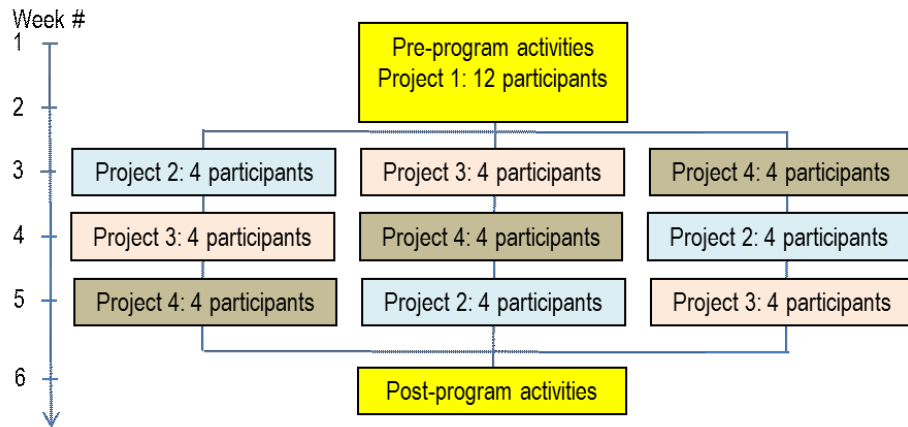 Week #
1
Pre-program activities
Project 1: 12 participants
2
3
Project 2: 4 participants
Project 3: 4 participants
Project 4: 4 participants
4
Project 3: 4 participants
Project 4: 4 participants
Project 2: 4 participants
5
Project 4: 4 participants
Project 2: 4 participants
Project 3: 4 participants
6
Post-program activities